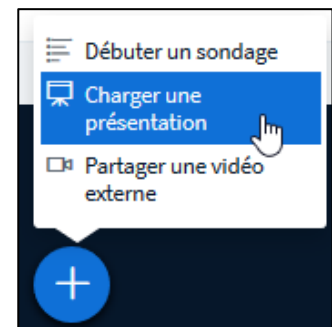 Débuter un sondage
Charger une
présentation
Partager une vidéo
externe